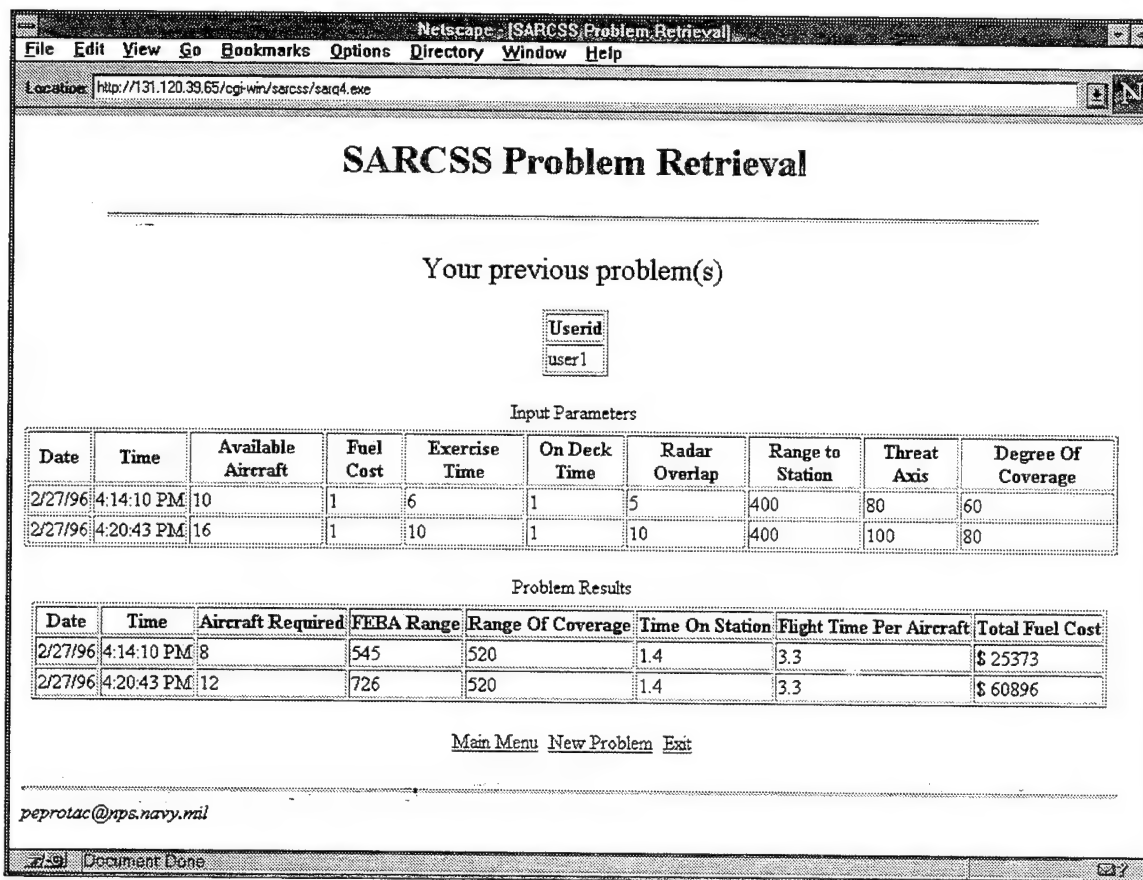 Netscape - [SARCSS Problem Retrieval]
File Edit View Go Bookmarks Options Directory Window Help
Location: http://131.120.39.65/cgi-win/sarcss/sarq4.exe
N
SARCSS Problem Retrieval
Your previous problem(s)
Userid
user1
Input Parameters
Date Time Available Aircraft Fuel Cost Exercise Time On Deck Time Radar Overlap Range to Station Threat Axis Degree Of Coverage
2/27/96 4:14:10 PM 10 1 6 1 5 400 80 60
2/27/96 4:20:43 PM 16 1 10 1 10 400 100 80
Problem Results
Date Time Aircraft Required FEBA Range Range Of Coverage Time On Station Flight Time Per Aircraft Total Fuel Cost
2/27/96 4:14:10 PM 8 545 520 1.4 3.3 $ 25373
2/27/96 4:20:43 PM 12 726 520 1.4 3.3 $ 60896
Main Menu New Problem Exit
peprotac@nps.navy.mil
Document Done